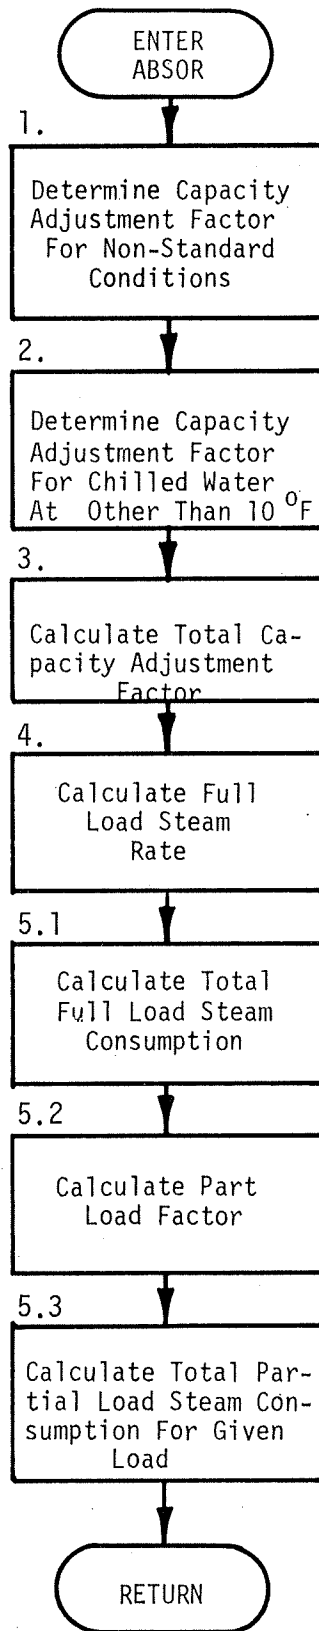 ENTER
ABSOR
1.
Determine Capacity
Adjustment Factor
For Non-Standard
Conditions
2.
Determine Capacity
Adjustment Factor
For Chilled Water
At Other Than 10 °F
3.
Calculate Total Ca-
pacity Adjustment
Factor
4.
Calculate Full
Load Steam
Rate
5.1
Calculate Total
Full Load Steam
Consumption
5.2
Calculate Part
Load Factor
5.3
Calculate Total Par-
tial Load Steam Con-
sumption For Given
Load
RETURN